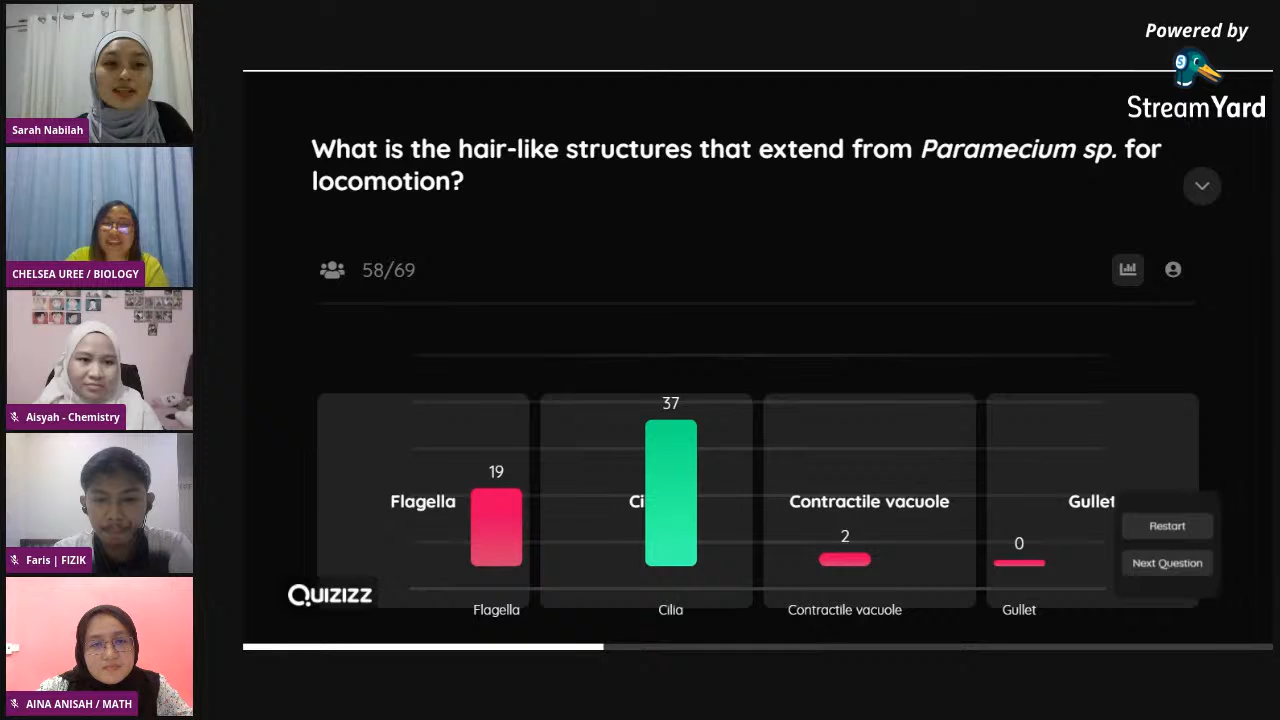 Powered by
StreamYard
Sarah Nabilah
CHELSEA UREE / BIOLOGY
Aisyah - Chemistry
Faris | FIZIK
AINA ANISAH / MATH
What is the hair-like structures that extend from Paramecium sp. for
locomotion?
58/69
37
19
2
0
Flagella
Ci
Contractile vacuole
Gullet
Restart
Next Question
Quizizz
Flagella
Cilia
Contractile vacuole
Gullet